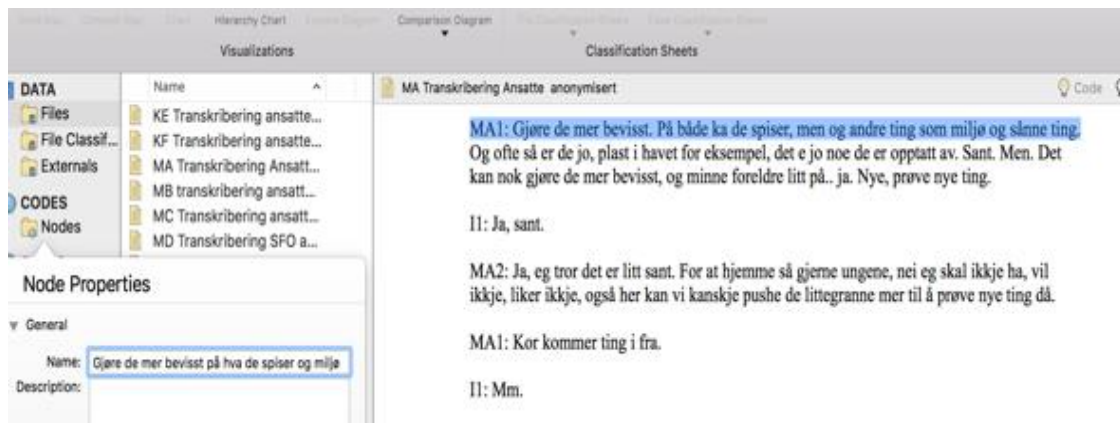 Hierarchy Chart
Comparison Diagram
Visualizations
Classification Sheets
DATA
Files
File Classif...
Externals
CODES
Nodes
Name
KE Transkribering ansatte...
KF Transkribering ansatte...
MA Transkribering Ansatt...
MB transkribering ansatt...
MC Transkribering ansatt...
MD Transkribering SFO a...
Node Properties
General
Name: Gjøre de mer bevisst på hva de spiser og miljø
Description:
MA Transkribering Ansatte anonymisert
Code
MA1: Gjøre de mer bevisst. På både ka de spiser, men og andre ting som miljø og sånne ting.
Og ofte så er de jo, plast i havet for eksempel, det e jo noe de er opptatt av. Sant. Men. Det
kan nok gjøre de mer bevisst, og minne foreldre litt på.. ja. Nye, prøve nye ting.
I1: Ja, sant.
MA2: Ja, eg tror det er litt sant. For at hjemme så gjerne ungene, nei eg skal ikkje ha, vil
ikkje, liker ikkje, også her kan vi kanskje pushe de littegranne mer til å prøve nye ting då.
MA1: Kor kommer ting i fra.
I1: Mm.